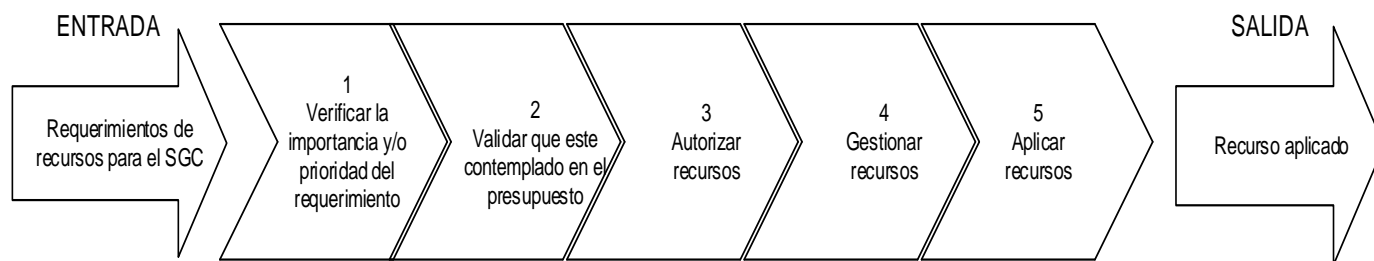 ENTRADA
Requerimientos de
recursos para el SGC
1
Verificar la
importancia y/o
prioridad del
requerimiento
2
Validar que este
contemplado en el
presupuesto
3
Autorizar
recursos
4
Gestionar
recursos
5
Aplicar
recursos
SALIDA
Recurso aplicado